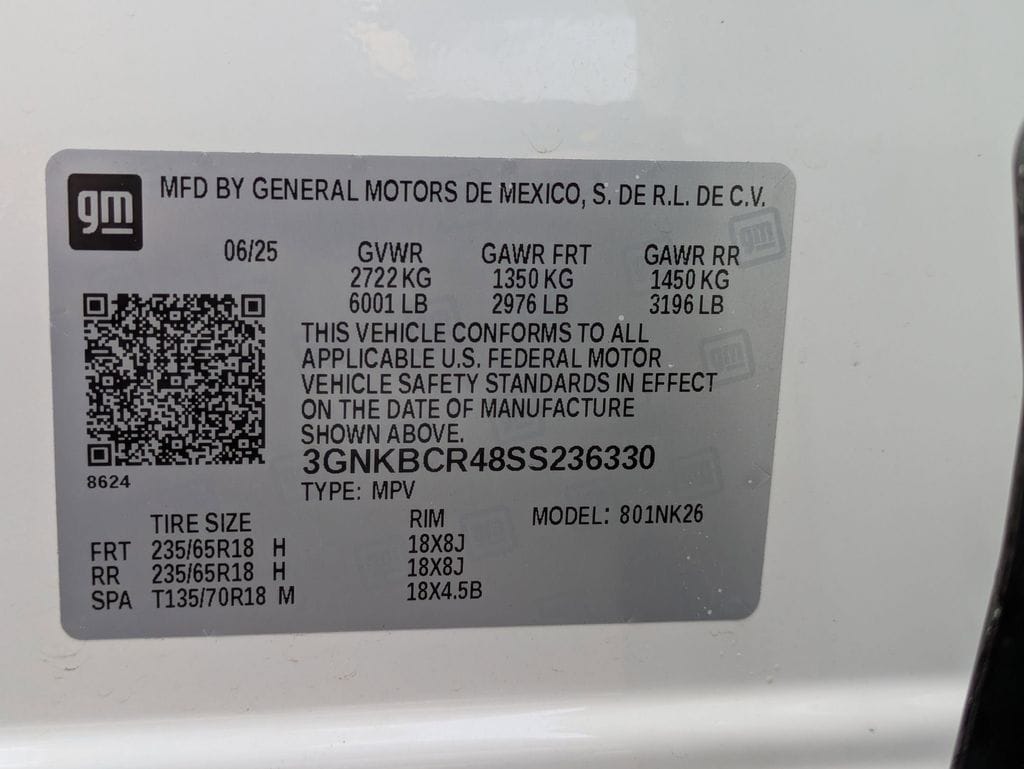 gm MFD BY GENERAL MOTORS DE MEXICO, S. DE R.L. DE C.V.
06/25 GVWR GAWR FRT GAWR RR
2722 KG 1350 KG 1450 KG
6001 LB 2976 LB 3196 LB
THIS VEHICLE CONFORMS TO ALL
APPLICABLE U.S. FEDERAL MOTOR
VEHICLE SAFETY STANDARDS IN EFFECT
ON THE DATE OF MANUFACTURE
SHOWN ABOVE.
3GNKBCR48SS236330
8624
TYPE: MPV
TIRE SIZE RIM MODEL: 801NK26
FRT 235/65R18 H 18X8J
RR 235/65R18 H 18X8J
SPA T135/70R18 M 18X4.5B